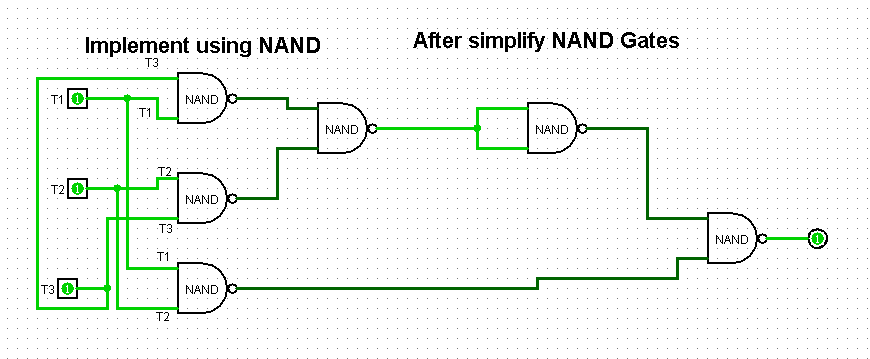 Implement using NAND
After simplify NAND Gates
T3
T1
1
T1
NAND
NAND
NAND
T2
T2
1
NAND
T3
NAND
1
T1
T3
1
NAND
T2